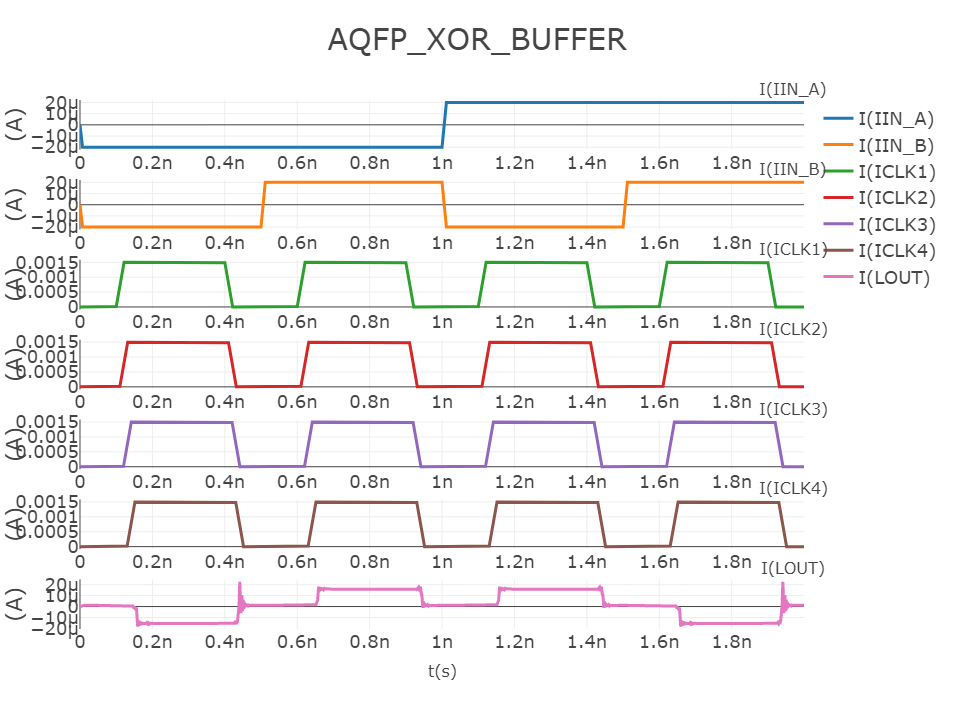 AQFP_XOR_BUFFER
I(IIN_A)
20μ
10μ
0
−10μ
−20μ
(A)
0 0.2n 0.4n 0.6n 0.8n 1n 1.2n 1.4n 1.6n 1.8n
I(IIN_B)
20μ
10μ
0
−10μ
−20μ
(A)
0 0.2n 0.4n 0.6n 0.8n 1n 1.2n 1.4n 1.6n 1.8n
I(ICLK1)
0.0015
0.001
0.0005
0
(A)
0 0.2n 0.4n 0.6n 0.8n 1n 1.2n 1.4n 1.6n 1.8n
I(ICLK2)
0.0015
0.001
0.0005
0
(A)
0 0.2n 0.4n 0.6n 0.8n 1n 1.2n 1.4n 1.6n 1.8n
I(ICLK3)
0.0015
0.001
0.0005
0
(A)
0 0.2n 0.4n 0.6n 0.8n 1n 1.2n 1.4n 1.6n 1.8n
I(ICLK4)
0.0015
0.001
0.0005
0
(A)
0 0.2n 0.4n 0.6n 0.8n 1n 1.2n 1.4n 1.6n 1.8n
I(LOUT)
20μ
10μ
0
−10μ
−20μ
(A)
0 0.2n 0.4n 0.6n 0.8n 1n 1.2n 1.4n 1.6n 1.8n
t(s)
I(IIN_A)
I(IIN_B)
I(ICLK1)
I(ICLK2)
I(ICLK3)
I(ICLK4)
I(LOUT)